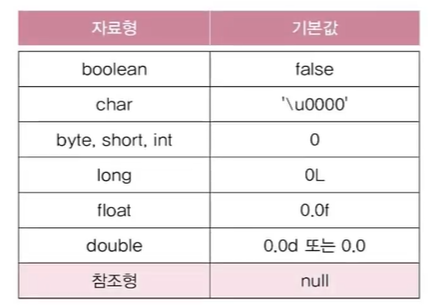 자료형 기본값
boolean false
char '\u0000'
byte, short, int 0
long 0L
float 0.0f
double 0.0d 또는 0.0
참조형 null